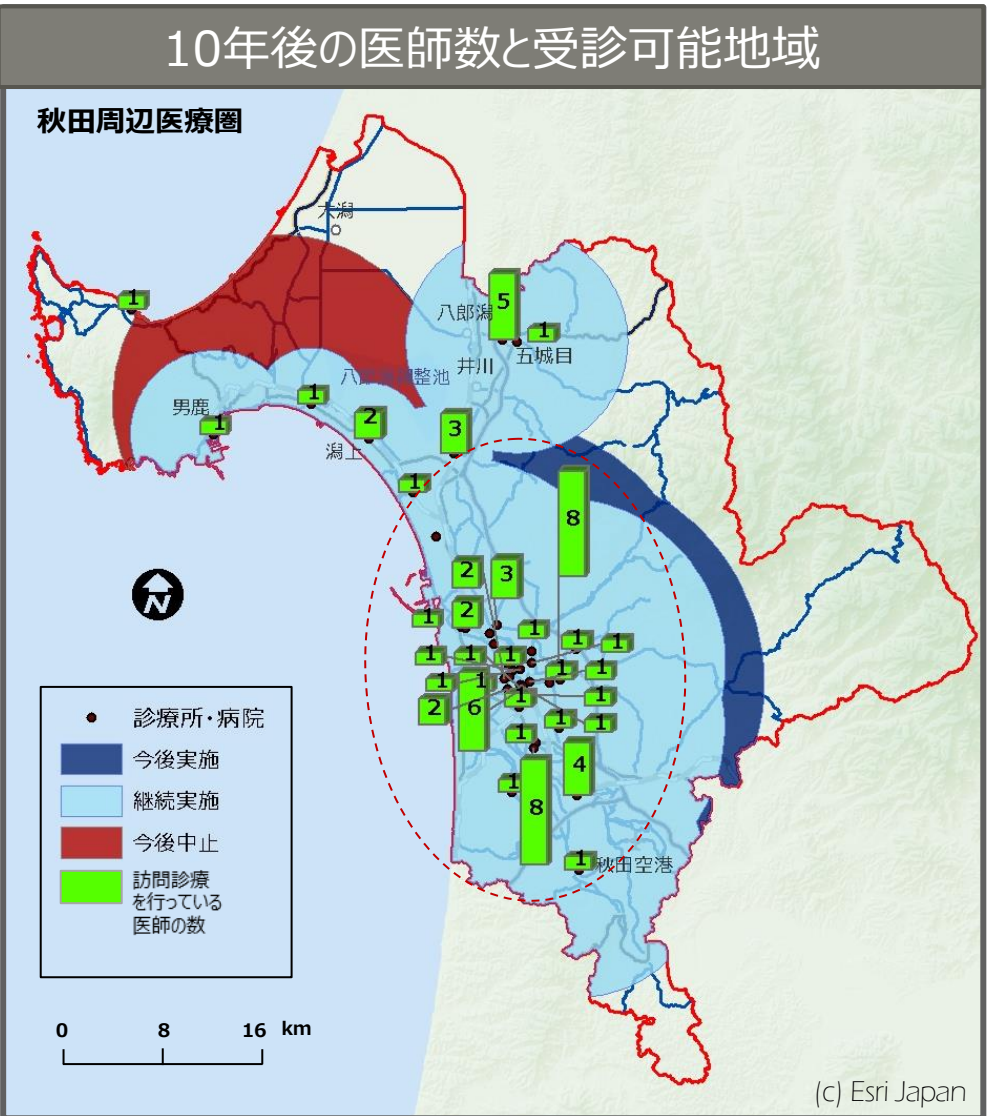 10年後の医師数と受診可能地域
秋田周辺医療圏
大潟
1
5
八郎潟
1
五城目
井川
八郎潟調整池
1
男鹿
1
2
3
潟上
1
8
2
3
1
2
1
1
1
1
1
1
1
1
1
1
2
6
1
1
1
1
1
4
1
8
1
秋田空港
N
診療所・病院
今後実施
継続実施
今後中止
訪問診療
を行っている
医師の数
0 8 16 km
(c) Esri Japan